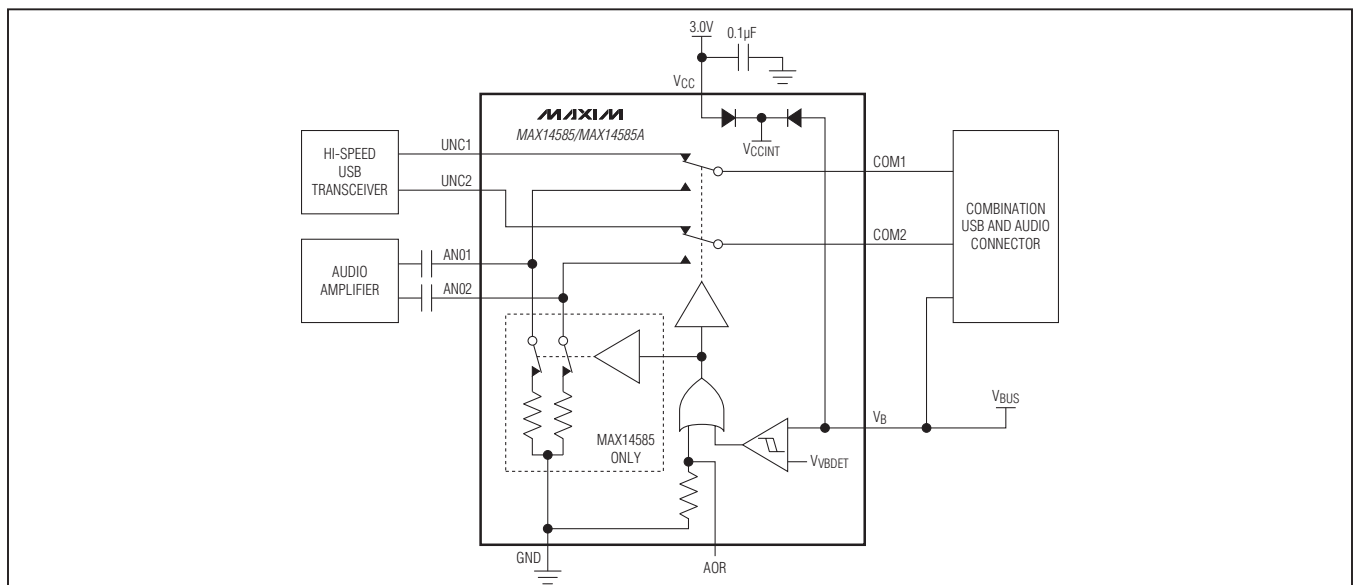 3.0V
0.1µF
VCC
MAXIM
MAX14585/MAX14585A
VCCINT
HI-SPEED
USB
TRANSCEIVER
UNC1
UNC2
COM1
COM2
COMBINATION
USB AND AUDIO
CONNECTOR
AUDIO
AMPLIFIER
AN01
AN02
MAX14585
ONLY
VB
VBUS
VVBDET
GND
AOR